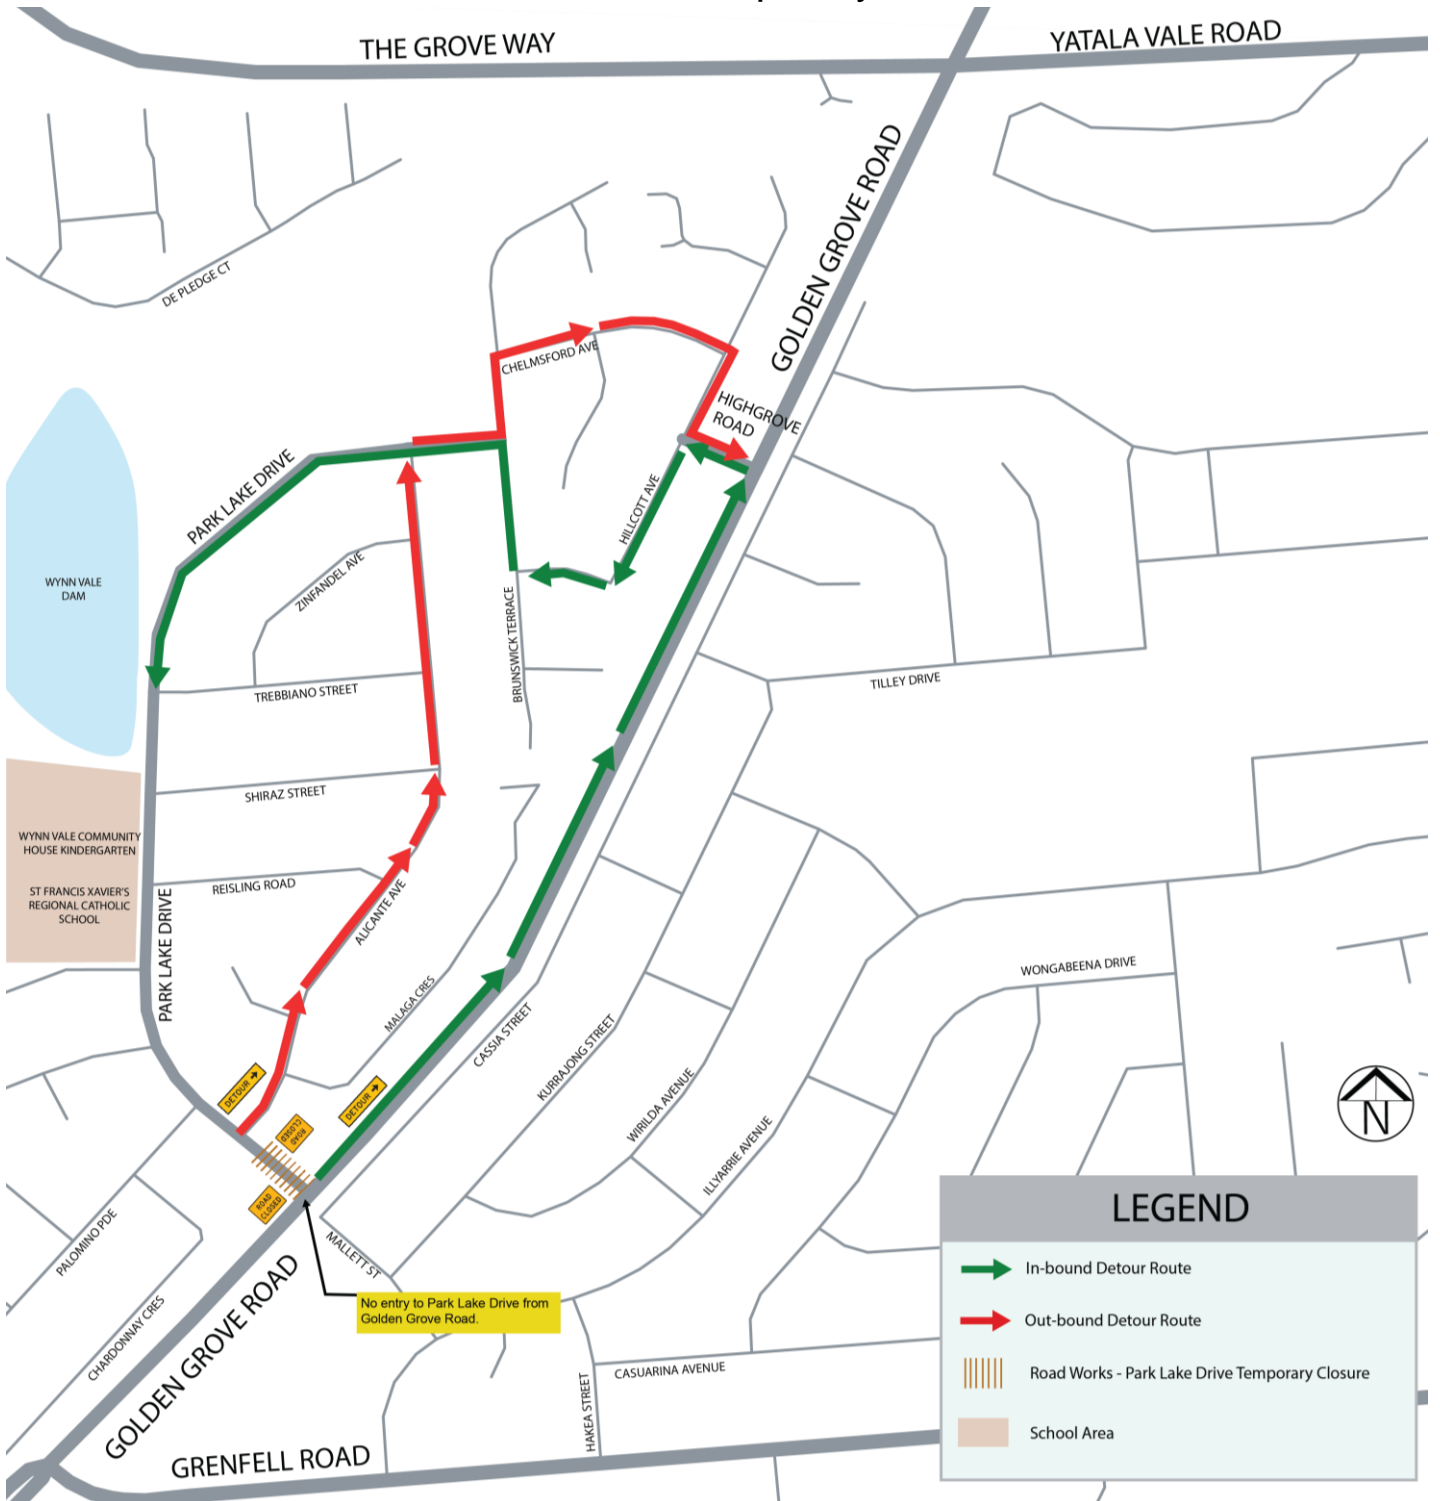 THE GROVE WAY
YATALA VALE ROAD
GOLDEN GROVE ROAD
DE PLEDGE CT
CHELMSFORD AVE
HIGHGROVE
ROAD
PARK LAKE DRIVE
HILLCOTT AVE
ZINFANDEL AVE
WYNN VALE
DAM
BRUNSWICK TERRACE
TREBBIANO STREET
TILLEY DRIVE
SHIRAZ STREET
WYNN VALE COMMUNITY
HOUSE KINDERGARTEN
REISLING ROAD
ST FRANCIS XAVIER'S
REGIONAL CATHOLIC
SCHOOL
ALICANTE AVE
PARK LAKE DRIVE
WONGABEENA DRIVE
MALAGA CRES
CASSIA STREET
KURRAJONG STREET
DETOUR
DETOUR
ROAD
CLOSED
WIRILDA AVENUE
ILLYARRIE AVENUE
N
ROAD
CLOSED
PALOMINO PDE
MALLETT ST
LEGEND
GOLDEN GROVE ROAD
In-bound Detour Route
No entry to Park Lake Drive from
Golden Grove Road.
Out-bound Detour Route
CHARDONNAY CRES
CASUARINA AVENUE
Road Works - Park Lake Drive Temporary Closure
HAKEA STREET
School Area
GRENFELL ROAD